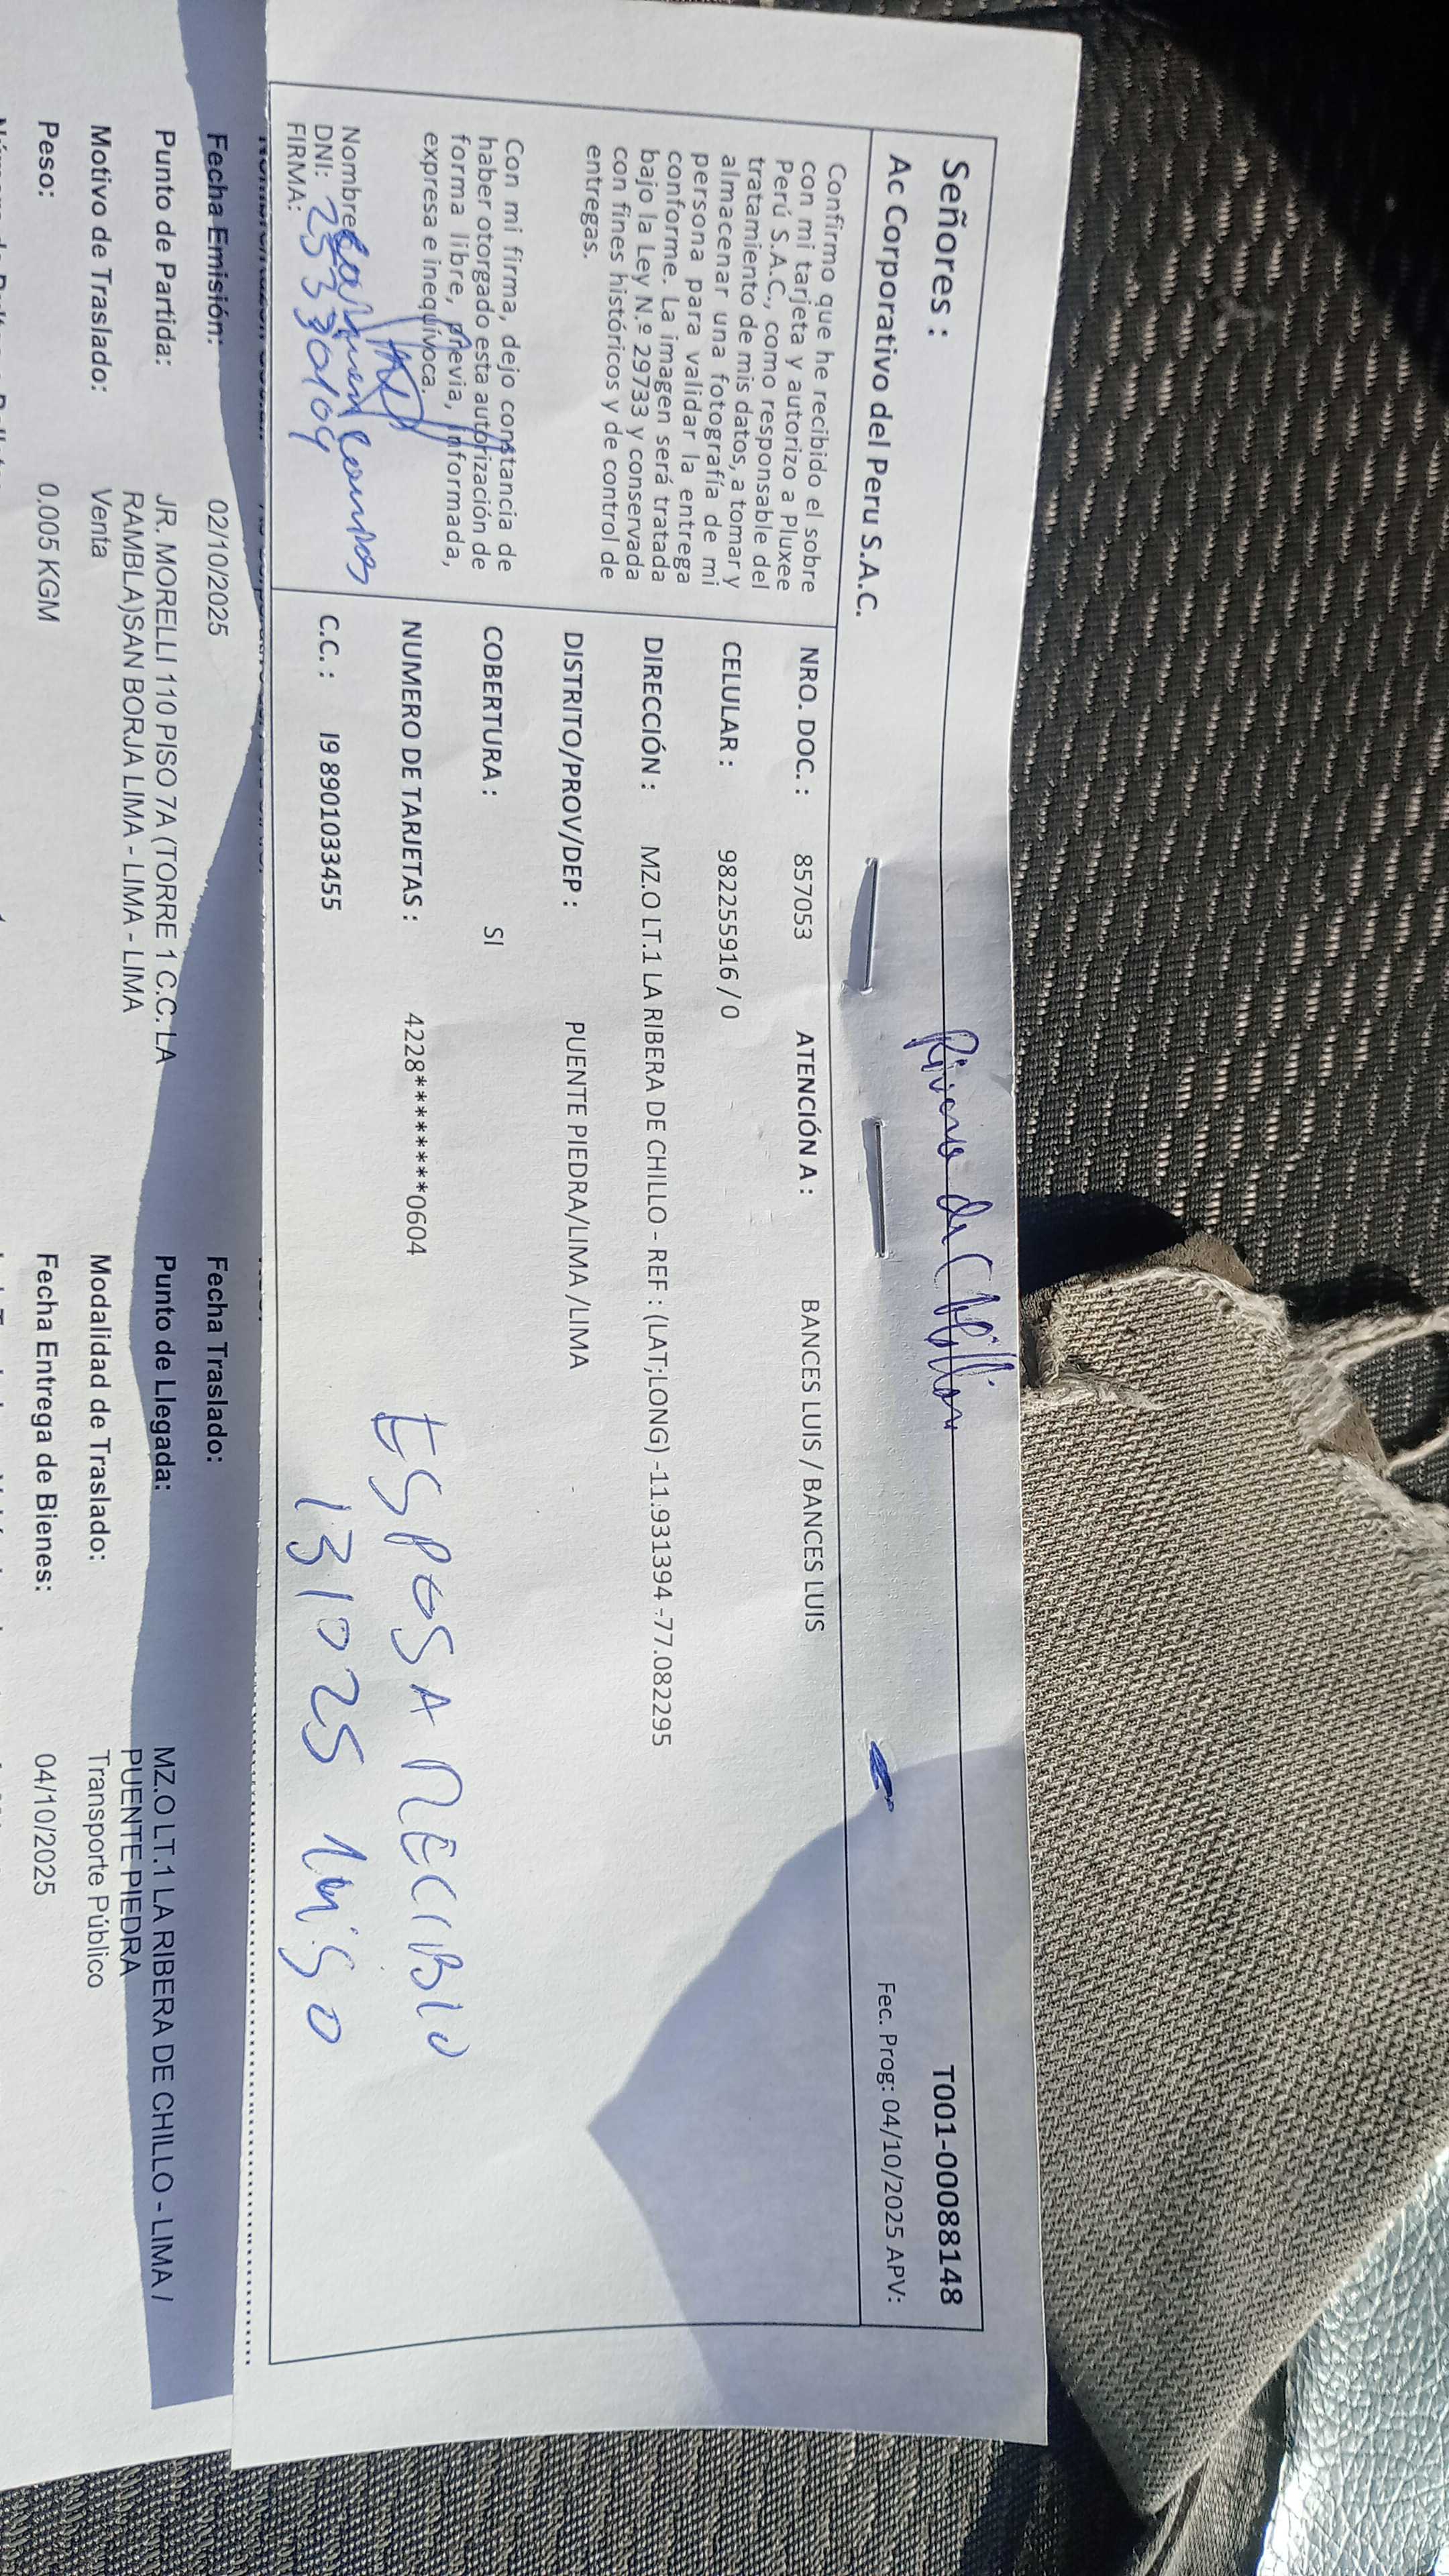 Rivera de Chillon
Señores :
T001-00088148
Ac Corporativo del Peru S.A.C.
Fec. Prog: 04/10/2025 APV:
Confirmo que he recibido el sobre
con mi tarjeta y autorizo a Pluxee
Perú S.A.C., como responsable del
tratamiento de mis datos, a tomar y
almacenar una fotografía de mi
persona para validar la entrega
conforme. La imagen será tratada
bajo la Ley N.º 29733 y conservada
con fines históricos y de control de
entregas.
Con mi firma, dejo constancia de
haber otorgado esta autorización de
forma libre, previa, informada,
expresa e inequívoca.
Nombre
DNI: 25330109
FIRMA:
NRO. DOC. : 857053 ATENCIÓN A : BANCES LUIS / BANCES LUIS
CELULAR : 982255916 / 0
DIRECCIÓN : MZ.O LT.1 LA RIBERA DE CHILLO - REF : (LAT;LONG) -11.931394 -77.082295
DISTRITO/PROV/DEP : PUENTE PIEDRA/LIMA /LIMA
COBERTURA : SI
NUMERO DE TARJETAS : 4228********0604
ESPOSA RECIBIO
C.C. : I9 8901033455
131025
Fecha Emisión: 02/10/2025 Fecha Traslado:
Punto de Partida: JR. MORELLI 110 PISO 7A (TORRE 1 C.C. LA Punto de Llegada: MZ.O LT.1 LA RIBERA DE CHILLO - LIMA /
RAMBLA)SAN BORJA LIMA - LIMA - LIMA PUENTE PIEDRA
Motivo de Traslado: Venta Modalidad de Traslado: Transporte Público
Peso: 0.005 KGM Fecha Entrega de Bienes: 04/10/2025